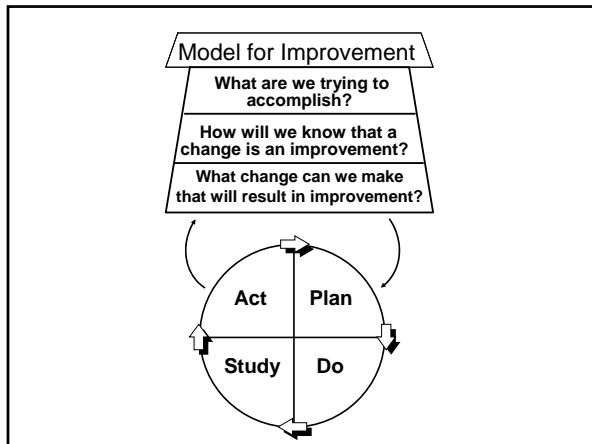 Model for Improvement
What are we trying to
accomplish?
How will we know that a
change is an improvement?
What change can we make
that will result in improvement?
Act
Plan
Study
Do